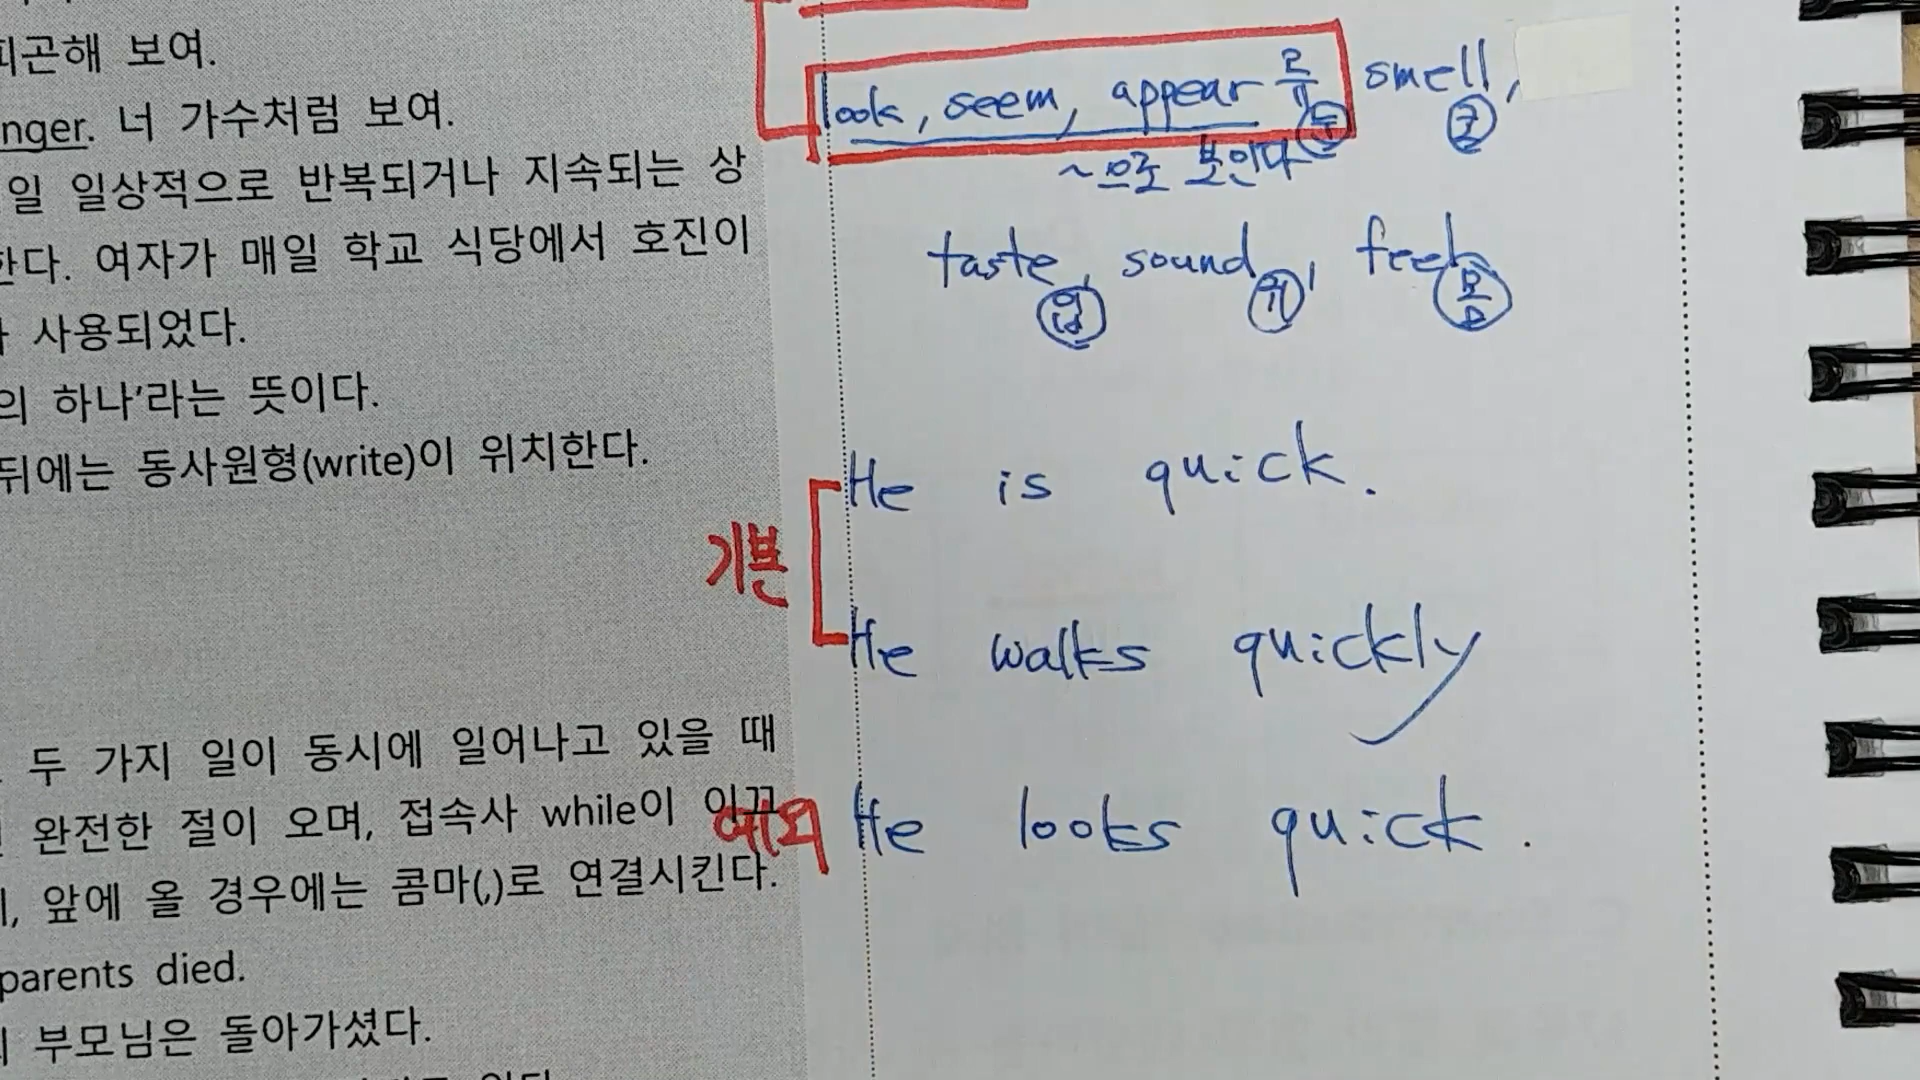 피곤해 보여.
nger. 너 가수처럼 보여.
일 일상적으로 반복되거나 지속되는 상
한다. 여자가 매일 학교 식당에서 호진이
사용되었다.
의 하나’라는 뜻이다.
뒤에는 동사원형(write)이 위치한다.
두 가지 일이 동시에 일어나고 있을 때
완전한 절이 오며, 접속사 while이 이끄
앞에 올 경우에는 콤마(,)로 연결시킨다.
parents died.
부모님은 돌아가셨다.
look, seem, appear 류 smell,
눈 코
~으로 보인다
taste, sound, feel
입 귀 몸
He is quick.
기본
He walks quickly
예외 He looks quick.